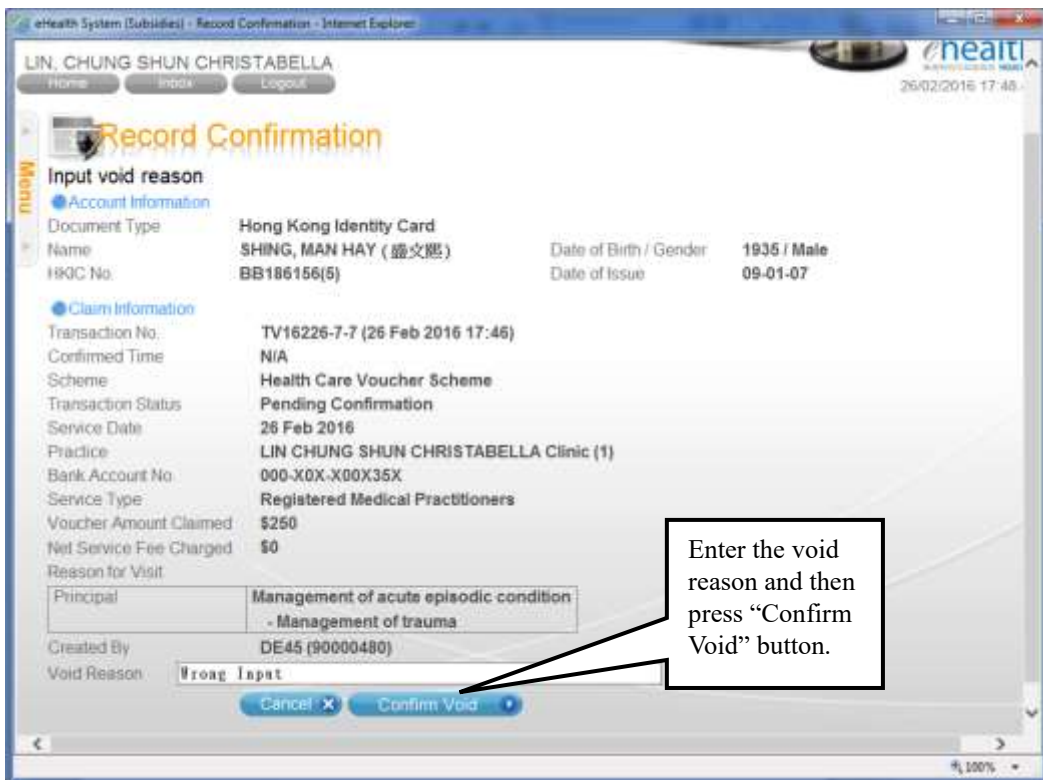 eHealth System (Subsidies) - Record Confirmation - Internet Explorer
LIN, CHUNG SHUN CHRISTABELLA
Home Inbox Logout
26/02/2016 17:48
Record Confirmation
Menu
Input void reason
Account Information
Document Type Hong Kong Identity Card
Name SHING, MAN HAY (盛文熙) Date of Birth / Gender 1935 / Male
HKIC No. BB186156(5) Date of Issue 09-01-07
Claim Information
Transaction No. TV16226-7-7 (26 Feb 2016 17:46)
Confirmed Time N/A
Scheme Health Care Voucher Scheme
Transaction Status Pending Confirmation
Service Date 26 Feb 2016
Practice LIN CHUNG SHUN CHRISTABELLA Clinic (1)
Bank Account No. 000-X0X-X00X35X
Service Type Registered Medical Practitioners
Voucher Amount Claimed $250
Net Service Fee Charged $0
Reason for Visit
Principal Management of acute episodic condition
- Management of trauma
Created By DE45 (90000480)
Void Reason Wrong Input
Cancel Confirm Void
Enter the void
reason and then
press “Confirm
Void” button.
100%